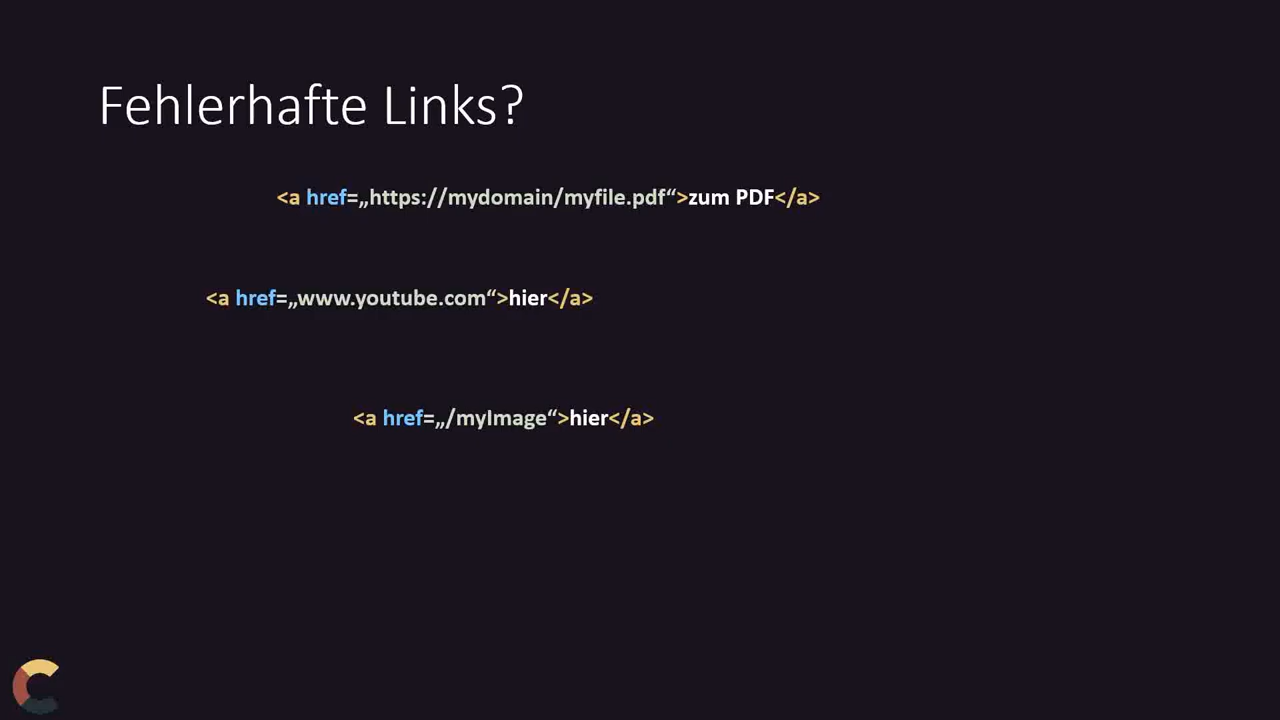 Fehlerhafte Links?
<a href=„https://mydomain/myfile.pdf“>zum PDF</a>
<a href=„www.youtube.com“>hier</a>
<a href=„/myImage“>hier</a>